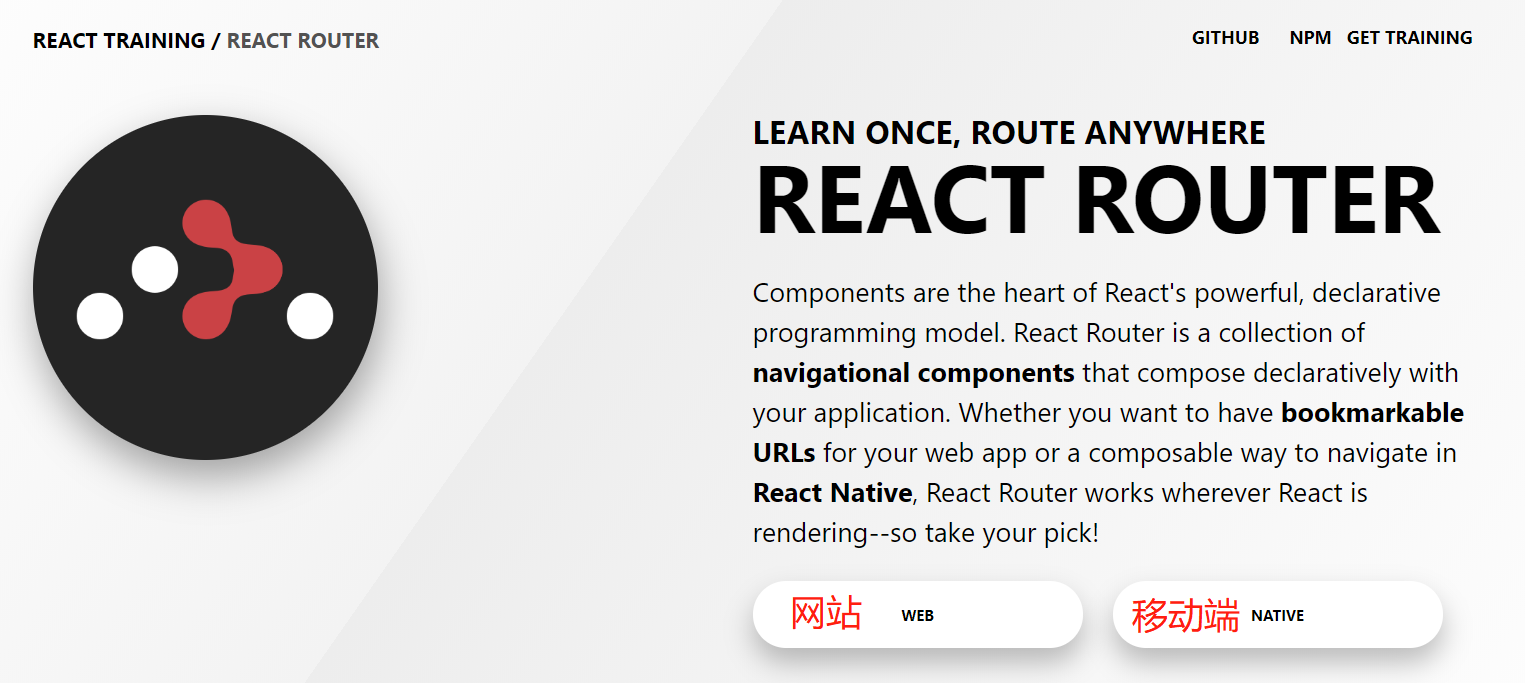 REACT TRAINING / REACT ROUTER
GITHUB NPM GET TRAINING
LEARN ONCE, ROUTE ANYWHERE
REACT ROUTER
Components are the heart of React's powerful, declarative
programming model. React Router is a collection of
navigational components that compose declaratively with
your application. Whether you want to have bookmarkable
URLs for your web app or a composable way to navigate in
React Native, React Router works wherever React is
rendering--so take your pick!
网站 WEB
移动端 NATIVE